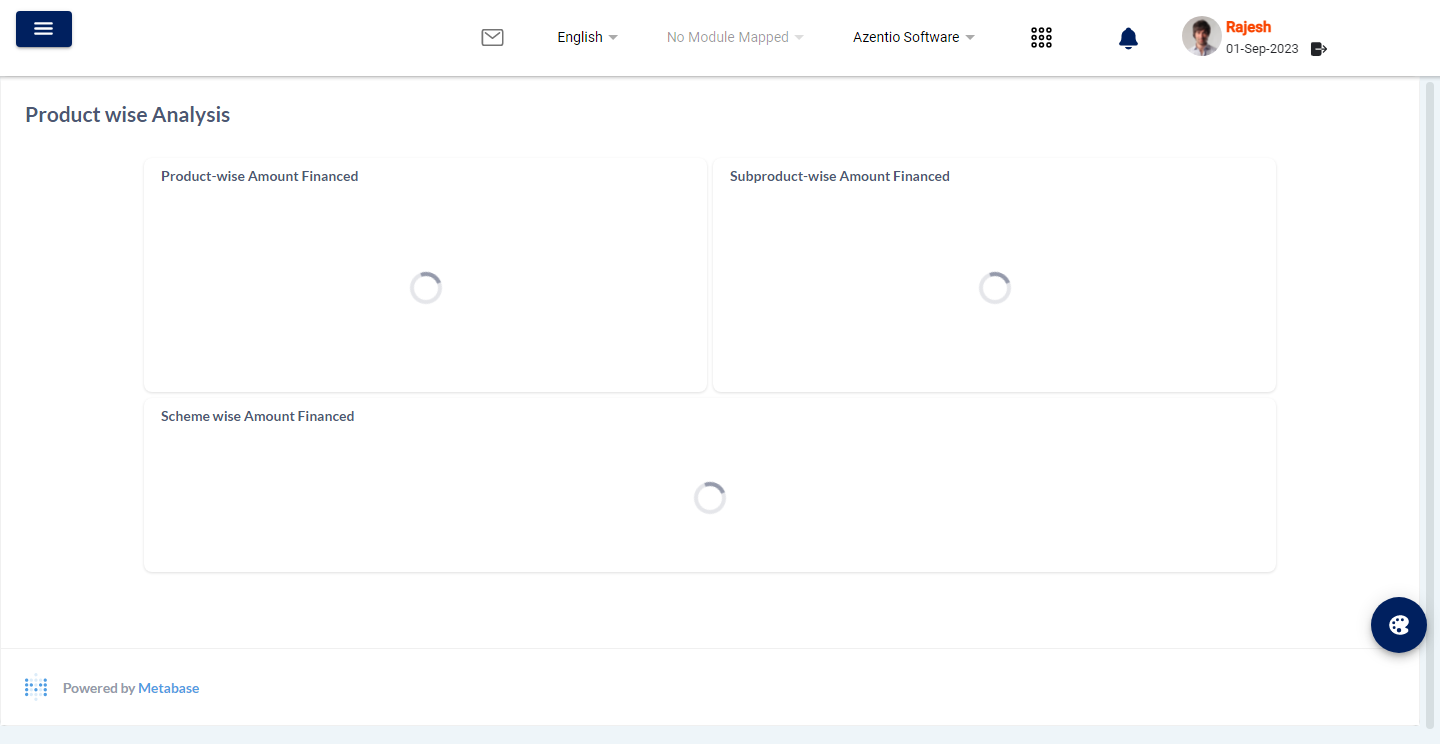 English
No Module Mapped
Azentio Software
Rajesh
01-Sep-2023
Product wise Analysis
Product-wise Amount Financed
Subproduct-wise Amount Financed
Scheme wise Amount Financed
Powered by Metabase